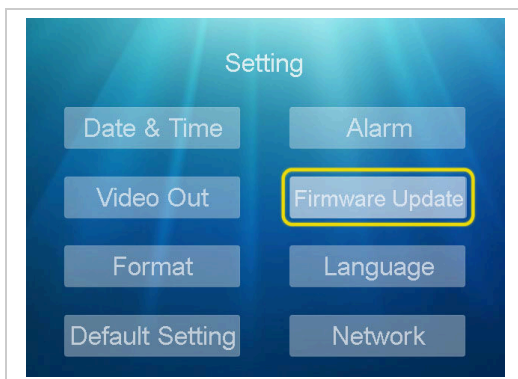 Setting
Date & Time
Alarm
Video Out
Firmware Update
Format
Language
Default Setting
Network